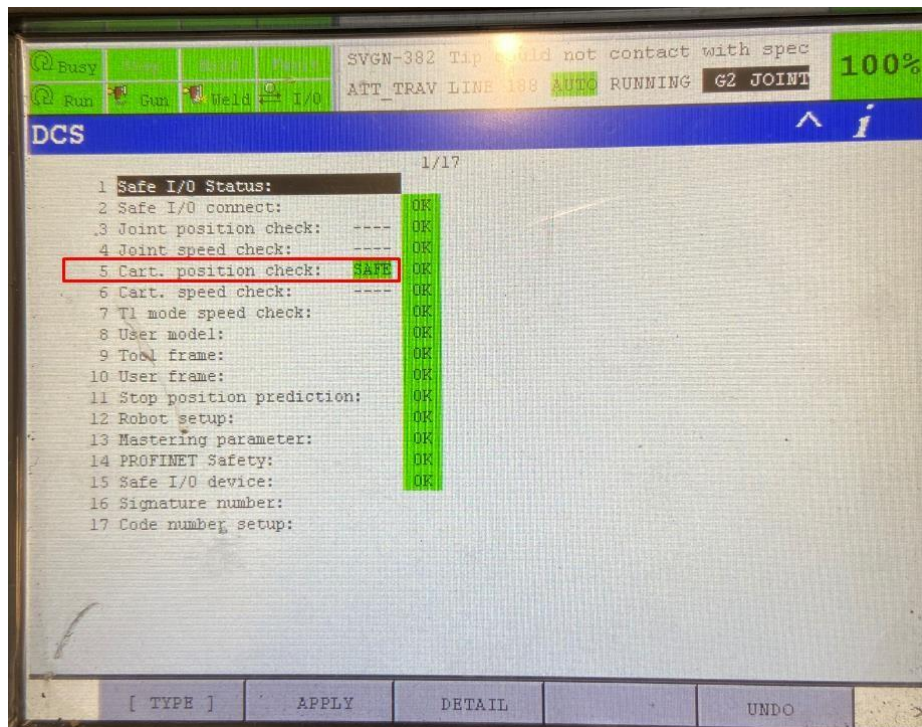 Busy
SVGN-382 Tip could not contact with spec
Run Gun Weld I/O
ATT_TRAV LINE 188 AUTO RUNNING G2 JOINT
100%
DCS
1/17
1 Safe I/O Status:
2 Safe I/O connect: OK
3 Joint position check: ---- OK
4 Joint speed check: ---- OK
5 Cart. position check: SAFE OK
6 Cart. speed check: ---- OK
7 T1 mode speed check: OK
8 User model: OK
9 Tool frame: OK
10 User frame: OK
11 Stop position prediction: OK
12 Robot setup: OK
13 Mastering parameter: OK
14 PROFINET Safety: OK
15 Safe I/O device: OK
16 Signature number:
17 Code number setup:
[ TYPE ] APPLY DETAIL UNDO